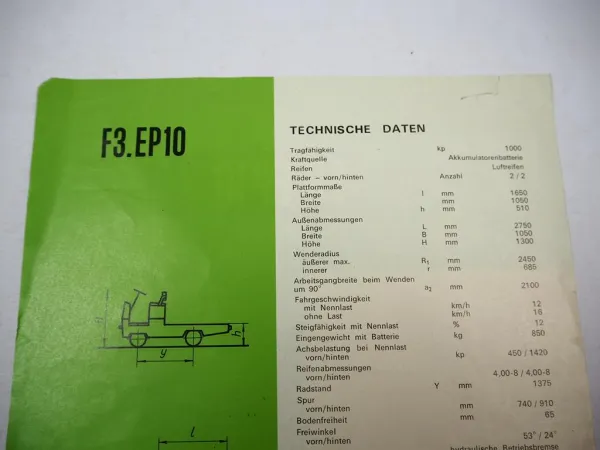 F3.EP10
H
y
h
l
TECHNISCHE DATEN
Tragfähigkeit kp 1000
Kraftquelle Akkumulatorenbatterie
Reifen Luftreifen
Räder – vorn/hinten Anzahl 2 / 2
Plattformmaße
Länge l mm 1650
Breite mm 1050
Höhe h mm 510
Außenabmessungen
Länge L mm 2750
Breite B mm 1050
Höhe H mm 1300
Wenderadius
äußerer max. R1 mm 2450
innerer r mm 685
Arbeitsgangbreite beim Wenden
um 90° a2 mm 2100
Fahrgeschwindigkeit
mit Nennlast km/h 12
ohne Last km/h 16
Steigfähigkeit mit Nennlast % 12
Eingengewicht mit Batterie kg 850
Achsbelastung bei Nennlast
vorn/hinten kp 450 / 1420
Reifenabmessungen
vorn/hinten 4,00-8 / 4,00-8
Radstand Y mm 1375
Spur
vorn/hinten mm 740 / 910
Bodenfreiheit mm 65
Freiwinkel
vorn/hinten 53° / 24°
hydraulische Betriebsbremse